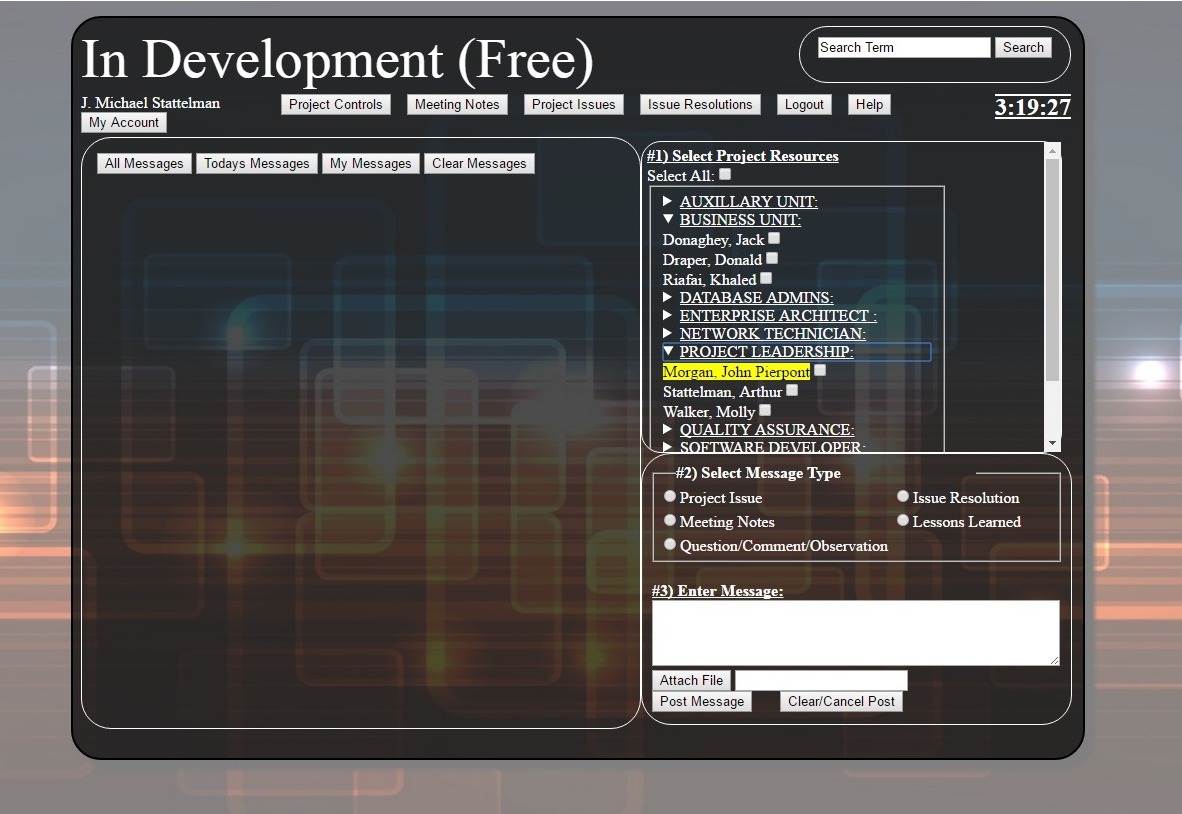 In Development (Free)
Search Term Search
J. Michael Stattelman
Project Controls Meeting Notes Project Issues Issue Resolutions Logout Help
3:19:27
My Account
All Messages Todays Messages My Messages Clear Messages
#1) Select Project Resources
Select All:
AUXILLARY UNIT:
BUSINESS UNIT:
Donaghey, Jack
Draper, Donald
Riafai, Khaled
DATABASE ADMINS:
ENTERPRISE ARCHITECT :
NETWORK TECHNICIAN:
PROJECT LEADERSHIP:
Morgan, John Pierpont
Stattelman, Arthur
Walker, Molly
QUALITY ASSURANCE:
SOFTWARE DEVELOPER:
#2) Select Message Type
Project Issue Issue Resolution
Meeting Notes Lessons Learned
Question/Comment/Observation
#3) Enter Message:
Attach File
Post Message Clear/Cancel Post